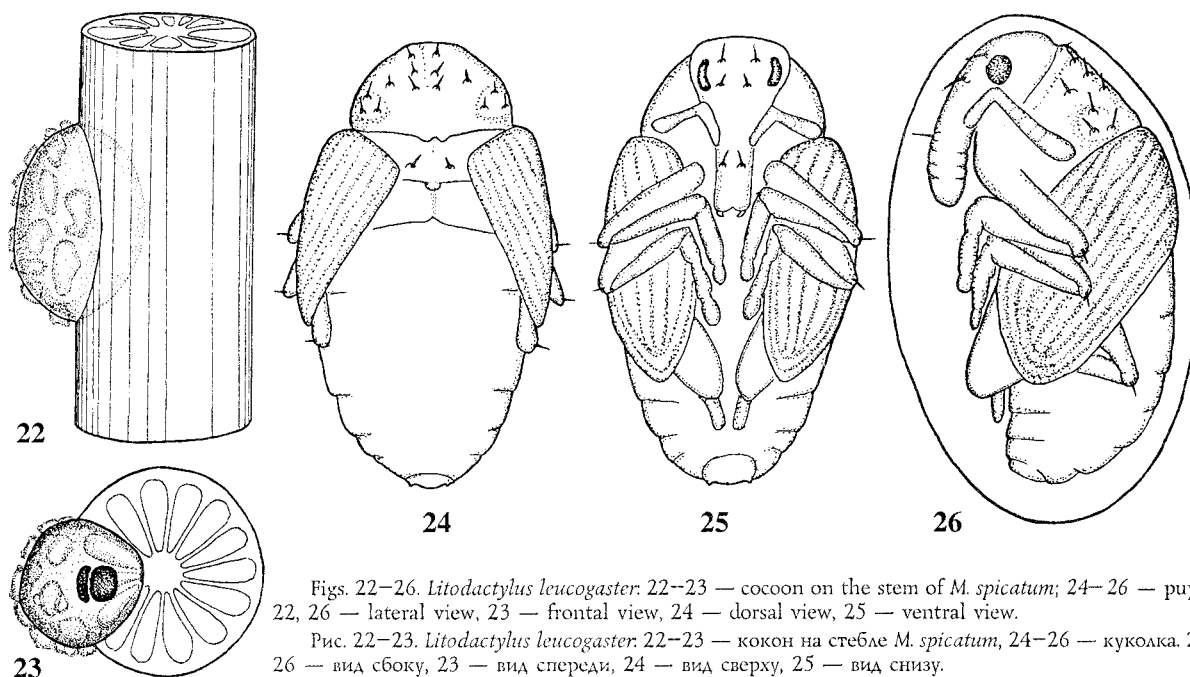 22
23
24
25
26
Figs. 22–26. Litodactylus leucogaster. 22--23 — cocoon on the stem of M. spicatum; 24—26 —
22, 26 — lateral view, 23 — frontal view, 24 — dorsal view, 25 — ventral view.
Рис. 22–23. Litodactylus leucogaster. 22--23 — кокон на стебле M. spicatum, 24–26 — куколка.
26 — вид сбоку, 23 — вид спереди, 24 — вид сверху, 25 — вид снизу.